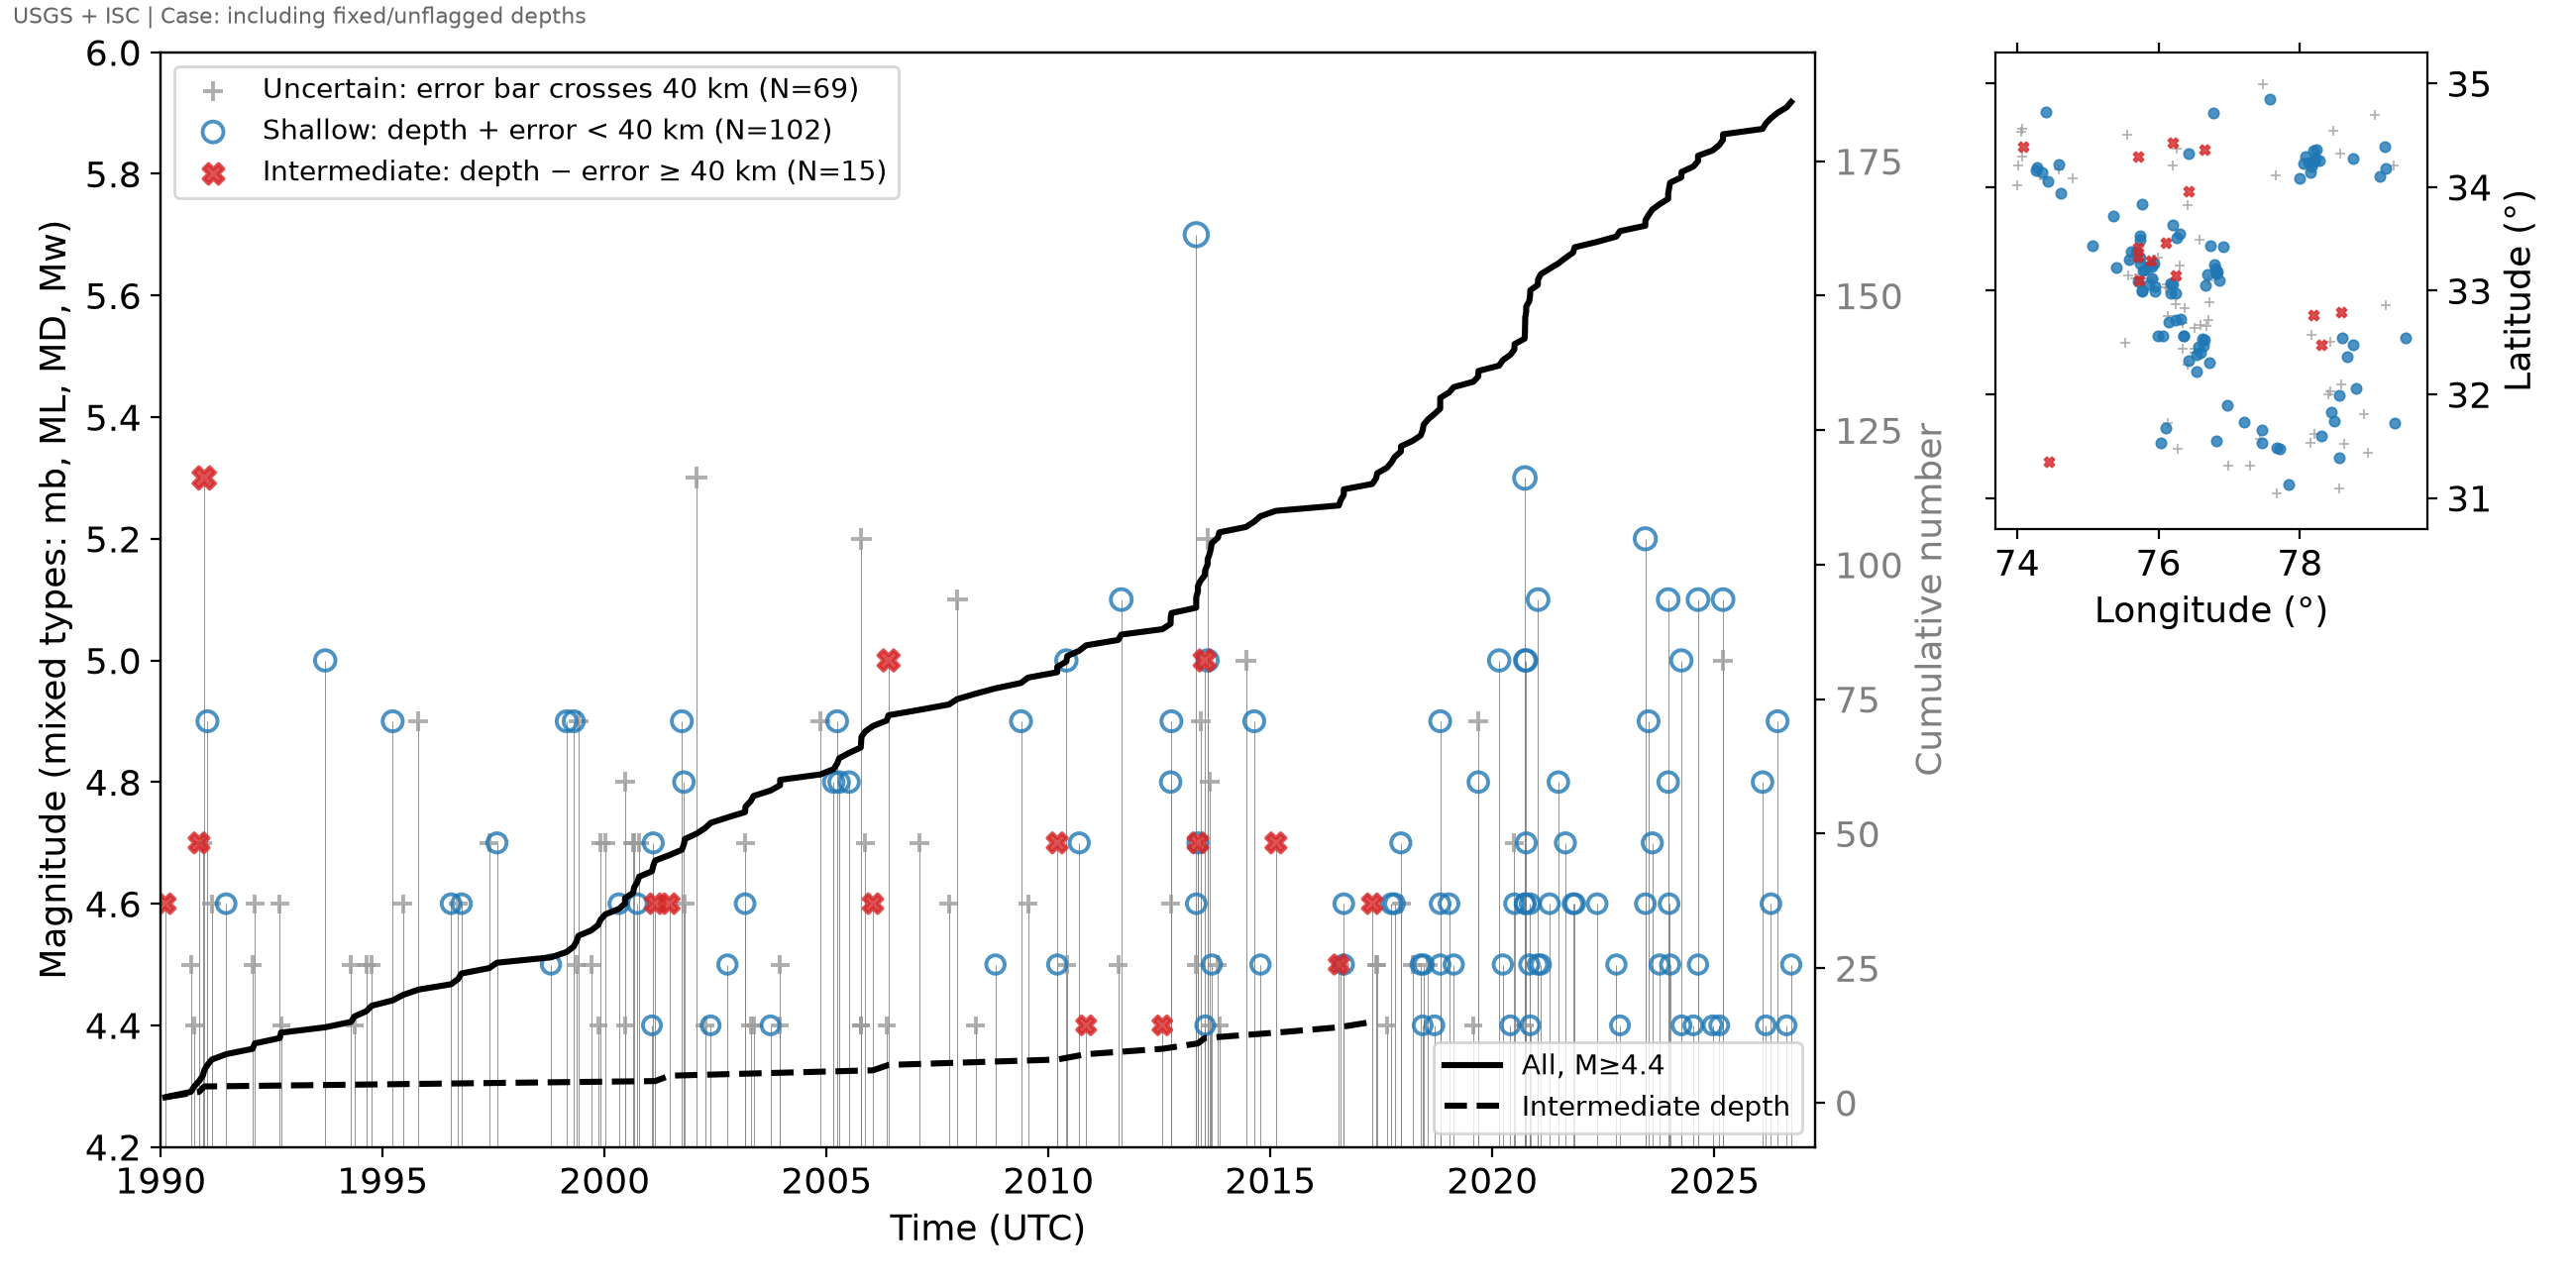 USGS + ISC | Case: including fixed/unflagged depths
Uncertain: error bar crosses 40 km (N=69)
Shallow: depth + error < 40 km (N=102)
Intermediate: depth − error ≥ 40 km (N=15)
6.0
5.8
5.6
5.4
5.2
5.0
4.8
4.6
4.4
4.2
Magnitude (mixed types: mb, ML, MD, Mw)
1990 1995 2000 2005 2010 2015 2020 2025
Time (UTC)
175
150
125
100
75
50
25
0
Cumulative number
All, M≥4.4
Intermediate depth
35
34
33
32
31
Latitude (°)
74 76 78
Longitude (°)